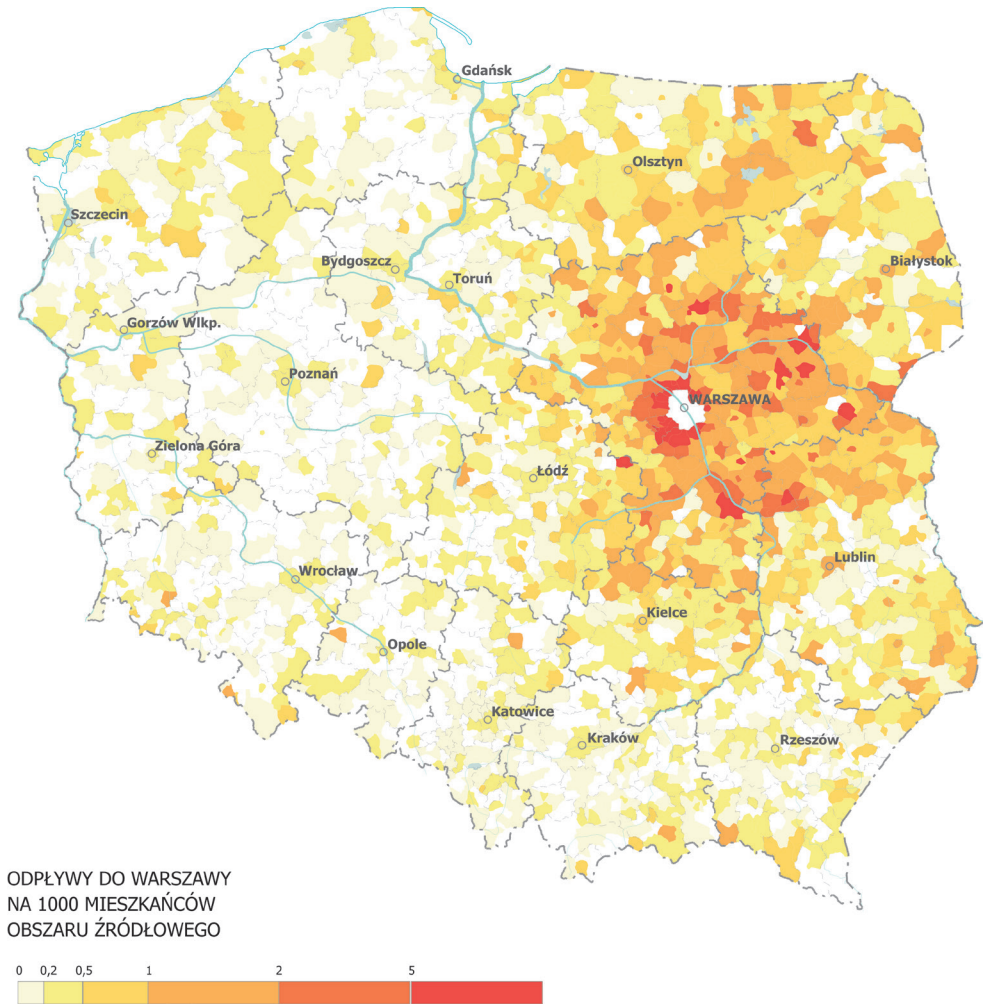 Gdańsk
Olsztyn
Szczecin
Bydgoszcz
Białystok
Toruń
Gorzów Wlkp.
Poznań
WARSZAWA
Zielona Góra
Łódź
Lublin
Wrocław
Kielce
Opole
Katowice
Kraków
Rzeszów
ODPŁYWY DO WARSZAWY
NA 1000 MIESZKAŃCÓW
OBSZARU ŹRÓDŁOWEGO
0 0,2 0,5 1 2 5